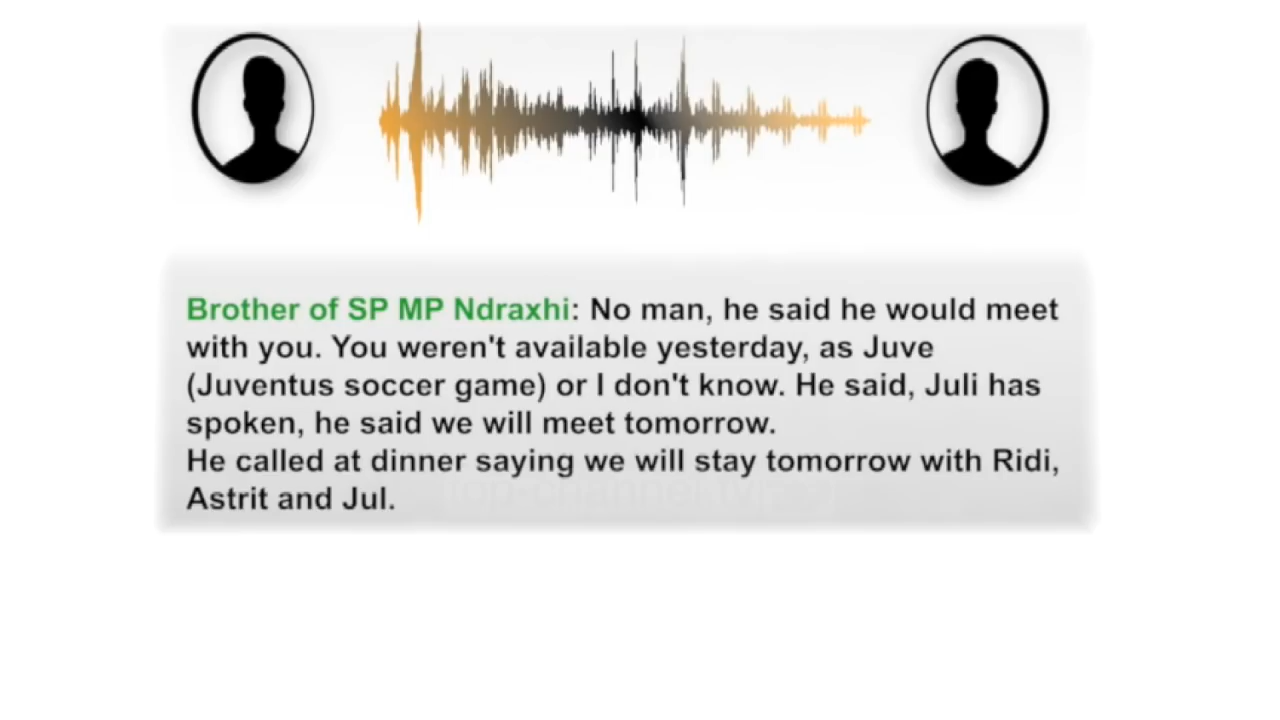 Brother of SP MP Ndraxhi: No man, he said he would meet
with you. You weren't available yesterday, as Juve
(Juventus soccer game) or I don't know. He said, Juli has
spoken, he said we will meet tomorrow.
He called at dinner saying we will stay tomorrow with Ridi,
Astrit and Jul.